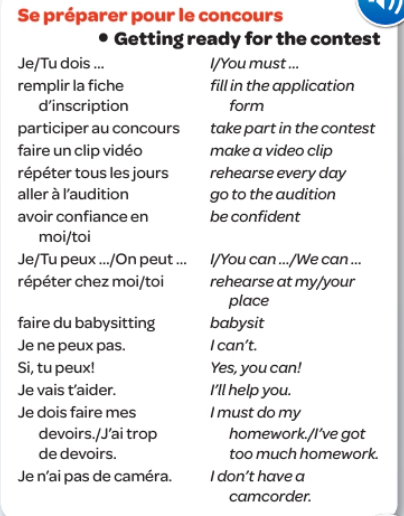 Se préparer pour le concours
• Getting ready for the contest
Je/Tu dois ... I/You must ...
remplir la fiche fill in the application
d'inscription form
participer au concours take part in the contest
faire un clip vidéo make a video clip
répéter tous les jours rehearse every day
aller à l'audition go to the audition
avoir confiance en be confident
moi/toi
Je/Tu peux .../On peut ... I/You can .../We can ...
répéter chez moi/toi rehearse at my/your
place
faire du babysitting babysit
Je ne peux pas. I can't.
Si, tu peux! Yes, you can!
Je vais t'aider. I'll help you.
Je dois faire mes I must do my
devoirs./J'ai trop homework./I've got
de devoirs. too much homework.
Je n'ai pas de caméra. I don't have a
camcorder.